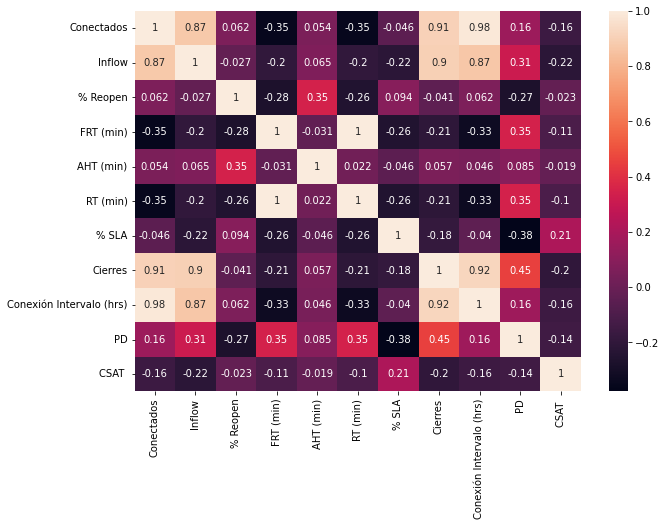 Conectados 1 0.87 0.062 -0.35 0.054 -0.35 -0.046 0.91 0.98 0.16 -0.16
Inflow 0.87 1 -0.027 -0.2 0.065 -0.2 -0.22 0.9 0.87 0.31 -0.22
% Reopen 0.062 -0.027 1 -0.28 0.35 -0.26 0.094 -0.041 0.062 -0.27 -0.023
FRT (min) -0.35 -0.2 -0.28 1 -0.031 1 -0.26 -0.21 -0.33 0.35 -0.11
AHT (min) 0.054 0.065 0.35 -0.031 1 0.022 -0.046 0.057 0.046 0.085 -0.019
RT (min) -0.35 -0.2 -0.26 1 0.022 1 -0.26 -0.21 -0.33 0.35 -0.1
% SLA -0.046 -0.22 0.094 -0.26 -0.046 -0.26 1 -0.18 -0.04 -0.38 0.21
Cierres 0.91 0.9 -0.041 -0.21 0.057 -0.21 -0.18 1 0.92 0.45 -0.2
Conexión Intervalo (hrs) 0.98 0.87 0.062 -0.33 0.046 -0.33 -0.04 0.92 1 0.16 -0.16
PD 0.16 0.31 -0.27 0.35 0.085 0.35 -0.38 0.45 0.16 1 -0.14
CSAT -0.16 -0.22 -0.023 -0.11 -0.019 -0.1 0.21 -0.2 -0.16 -0.14 1
Conectados
Inflow
% Reopen
FRT (min)
AHT (min)
RT (min)
% SLA
Cierres
Conexión Intervalo (hrs)
PD
CSAT
1.0
0.8
0.6
0.4
0.2
0.0
−0.2